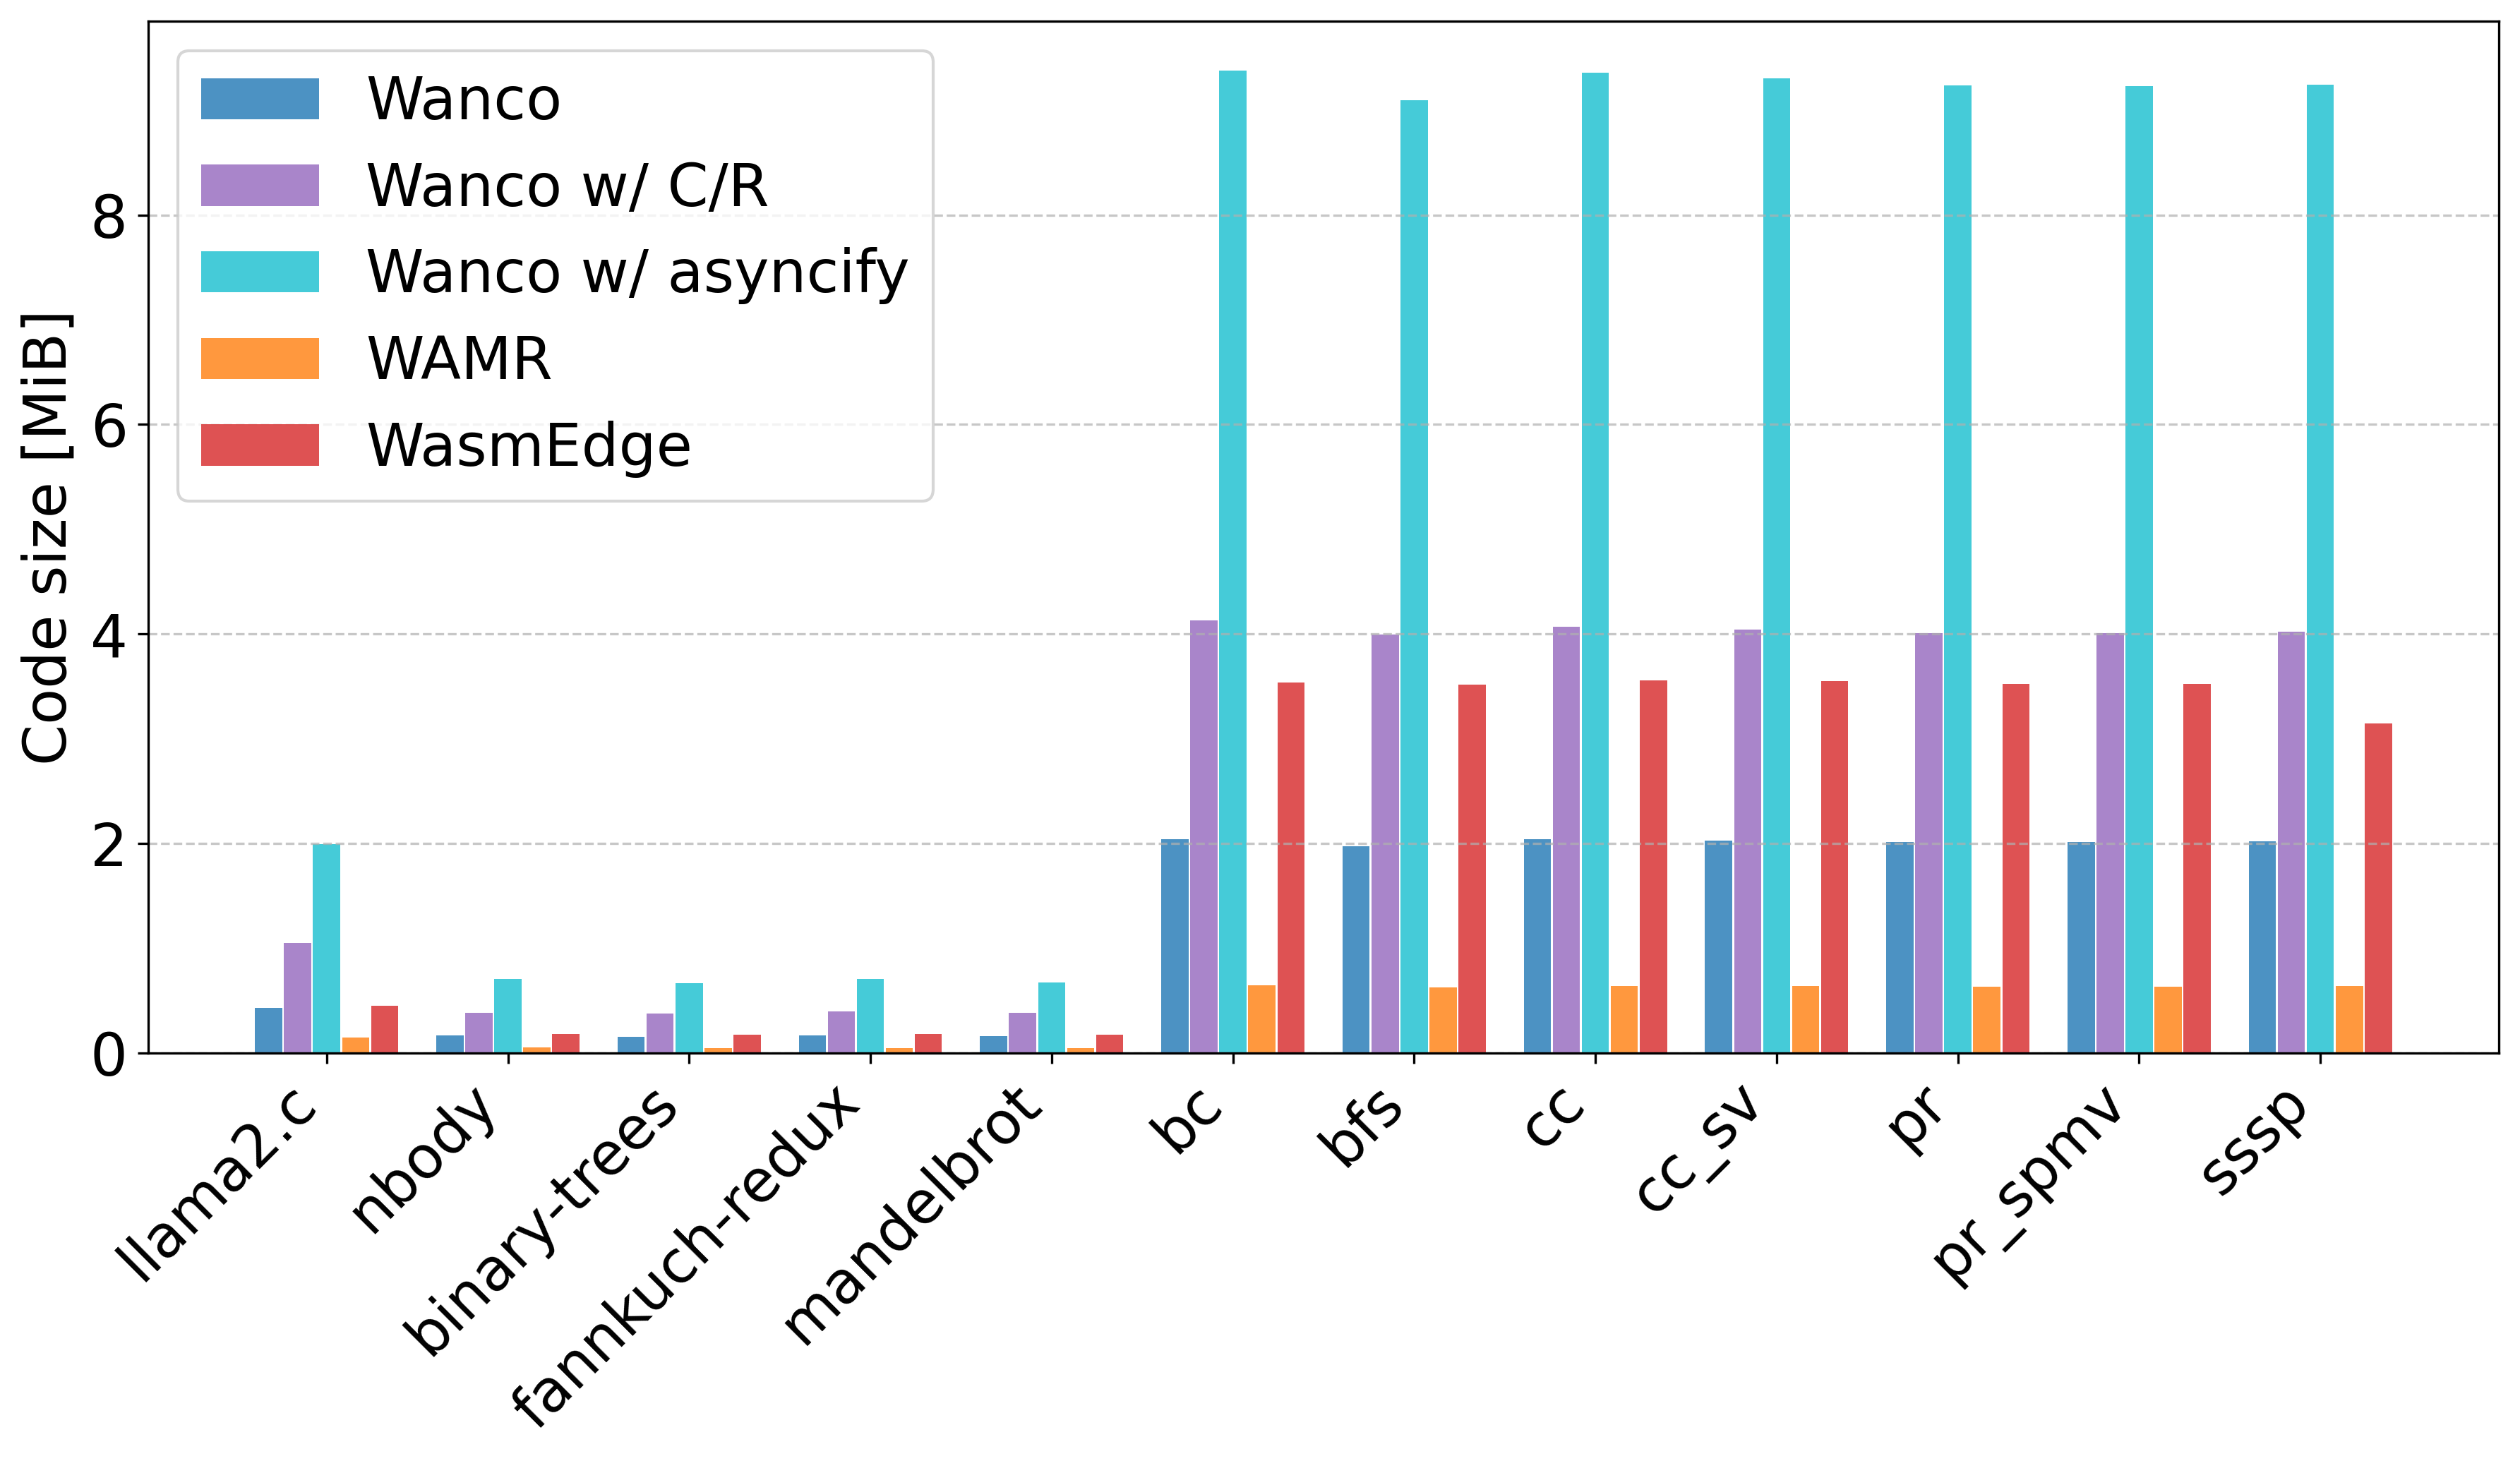 Wanco
Wanco w/ C/R
Wanco w/ asyncify
WAMR
WasmEdge
Code size [MiB]
8
6
4
2
0
llama2.c
nbody
binary-trees
fannkuch-redux
mandelbrot
bc
bfs
cc
cc_sv
pr
pr_spmv
sssp